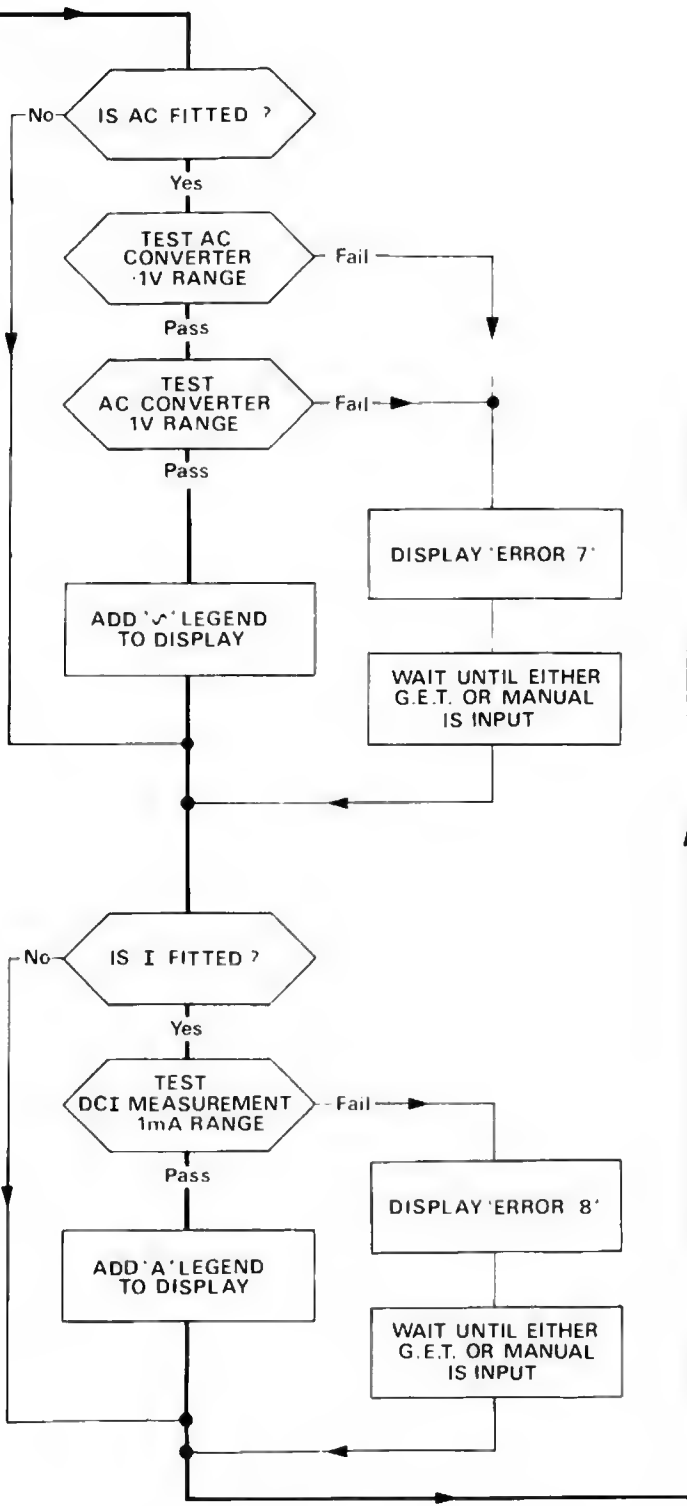 IS AC FITTED ?
No
Yes
TEST AC
CONVERTER
·1V RANGE
Fail
Pass
TEST
AC CONVERTER
1V RANGE
Fail
Pass
DISPLAY 'ERROR 7'
ADD '∿' LEGEND
TO DISPLAY
WAIT UNTIL EITHER
G.E.T. OR MANUAL
IS INPUT
IS I FITTED ?
No
Yes
TEST
DCI MEASUREMENT
1mA RANGE
Fail
Pass
DISPLAY 'ERROR 8'
ADD 'A' LEGEND
TO DISPLAY
WAIT UNTIL EITHER
G.E.T. OR MANUAL
IS INPUT